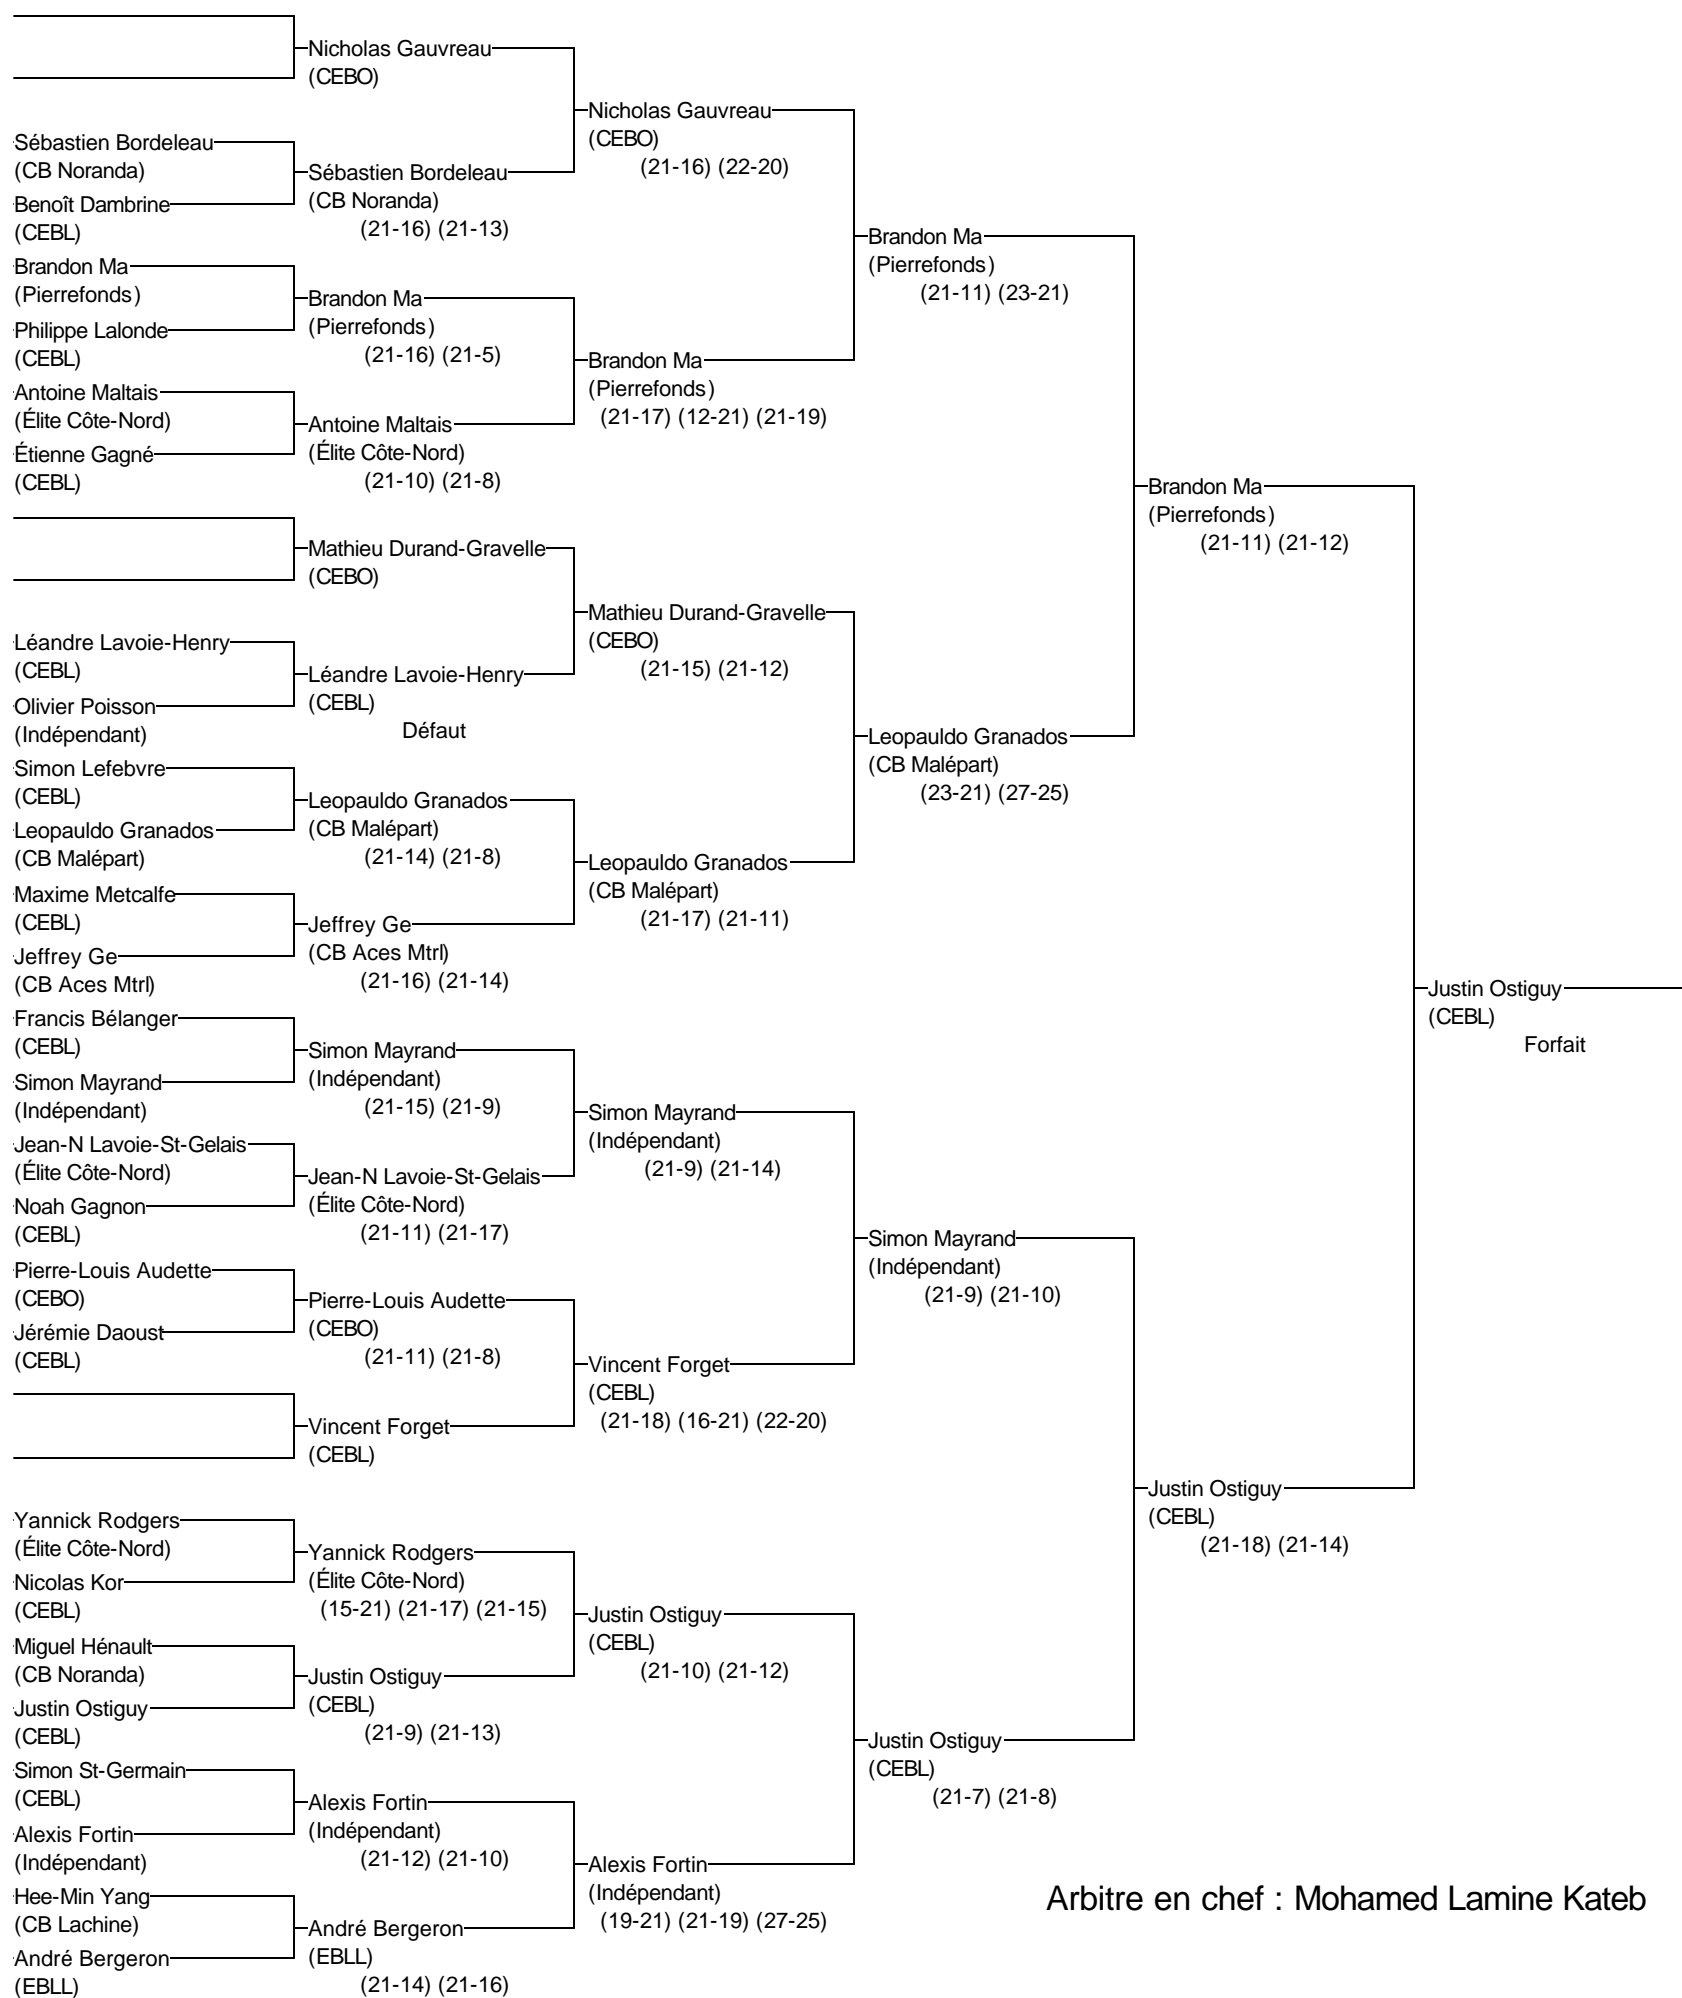 Nicholas Gauvreau
(CEBO)
Sébastien Bordeleau
(CB Noranda)
Benoît Dambrine
(CEBL)
Brandon Ma
(Pierrefonds)
Philippe Lalonde
(CEBL)
Antoine Maltais
(Élite Côte-Nord)
Étienne Gagné
(CEBL)
Sébastien Bordeleau
(CB Noranda)
(21-16) (21-13)
Brandon Ma
(Pierrefonds)
(21-16) (21-5)
Antoine Maltais
(Élite Côte-Nord)
(21-10) (21-8)
Nicholas Gauvreau
(CEBO)
(21-16) (22-20)
Brandon Ma
(Pierrefonds)
(21-17) (12-21) (21-19)
Brandon Ma
(Pierrefonds)
(21-11) (23-21)
Mathieu Durand-Gravelle
(CEBO)
Léandre Lavoie-Henry
(CEBL)
Olivier Poisson
(Indépendant)
Simon Lefebvre
(CEBL)
Leopauldo Granados
(CB Malépart)
Maxime Metcalfe
(CEBL)
Jeffrey Ge
(CB Aces Mtrl)
Léandre Lavoie-Henry
(CEBL)
Défaut
Leopauldo Granados
(CB Malépart)
(21-14) (21-8)
Jeffrey Ge
(CB Aces Mtrl)
(21-16) (21-14)
Mathieu Durand-Gravelle
(CEBO)
(21-15) (21-12)
Leopauldo Granados
(CB Malépart)
(21-17) (21-11)
Leopauldo Granados
(CB Malépart)
(23-21) (27-25)
Brandon Ma
(Pierrefonds)
(21-11) (21-12)
Francis Bélanger
(CEBL)
Simon Mayrand
(Indépendant)
Jean-N Lavoie-St-Gelais
(Élite Côte-Nord)
Noah Gagnon
(CEBL)
Pierre-Louis Audette
(CEBO)
Jérémie Daoust
(CEBL)
Simon Mayrand
(Indépendant)
(21-15) (21-9)
Jean-N Lavoie-St-Gelais
(Élite Côte-Nord)
(21-11) (21-17)
Pierre-Louis Audette
(CEBO)
(21-11) (21-8)
Vincent Forget
(CEBL)
Simon Mayrand
(Indépendant)
(21-9) (21-14)
Vincent Forget
(CEBL)
(21-18) (16-21) (22-20)
Simon Mayrand
(Indépendant)
(21-9) (21-10)
Yannick Rodgers
(Élite Côte-Nord)
Nicolas Kor
(CEBL)
Miguel Hénault
(CB Noranda)
Justin Ostiguy
(CEBL)
Simon St-Germain
(CEBL)
Alexis Fortin
(Indépendant)
Hee-Min Yang
(CB Lachine)
André Bergeron
(EBLL)
Yannick Rodgers
(Élite Côte-Nord)
(15-21) (21-17) (21-15)
Justin Ostiguy
(CEBL)
(21-9) (21-13)
Alexis Fortin
(Indépendant)
(21-12) (21-10)
André Bergeron
(EBLL)
(21-14) (21-16)
Justin Ostiguy
(CEBL)
(21-10) (21-12)
Alexis Fortin
(Indépendant)
(19-21) (21-19) (27-25)
Justin Ostiguy
(CEBL)
(21-7) (21-8)
Justin Ostiguy
(CEBL)
(21-18) (21-14)
Justin Ostiguy
(CEBL)
Forfait
Arbitre en chef : Mohamed Lamine Kateb